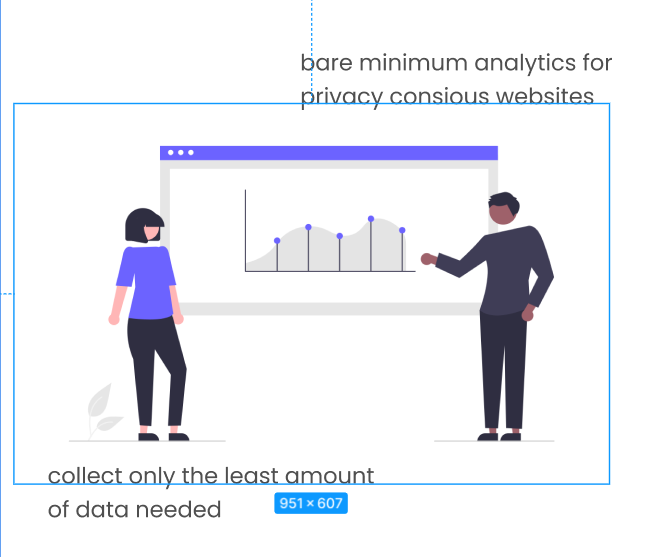 bare minimum analytics for
privacy consious websites
collect only the least amount
of data needed
951 × 607